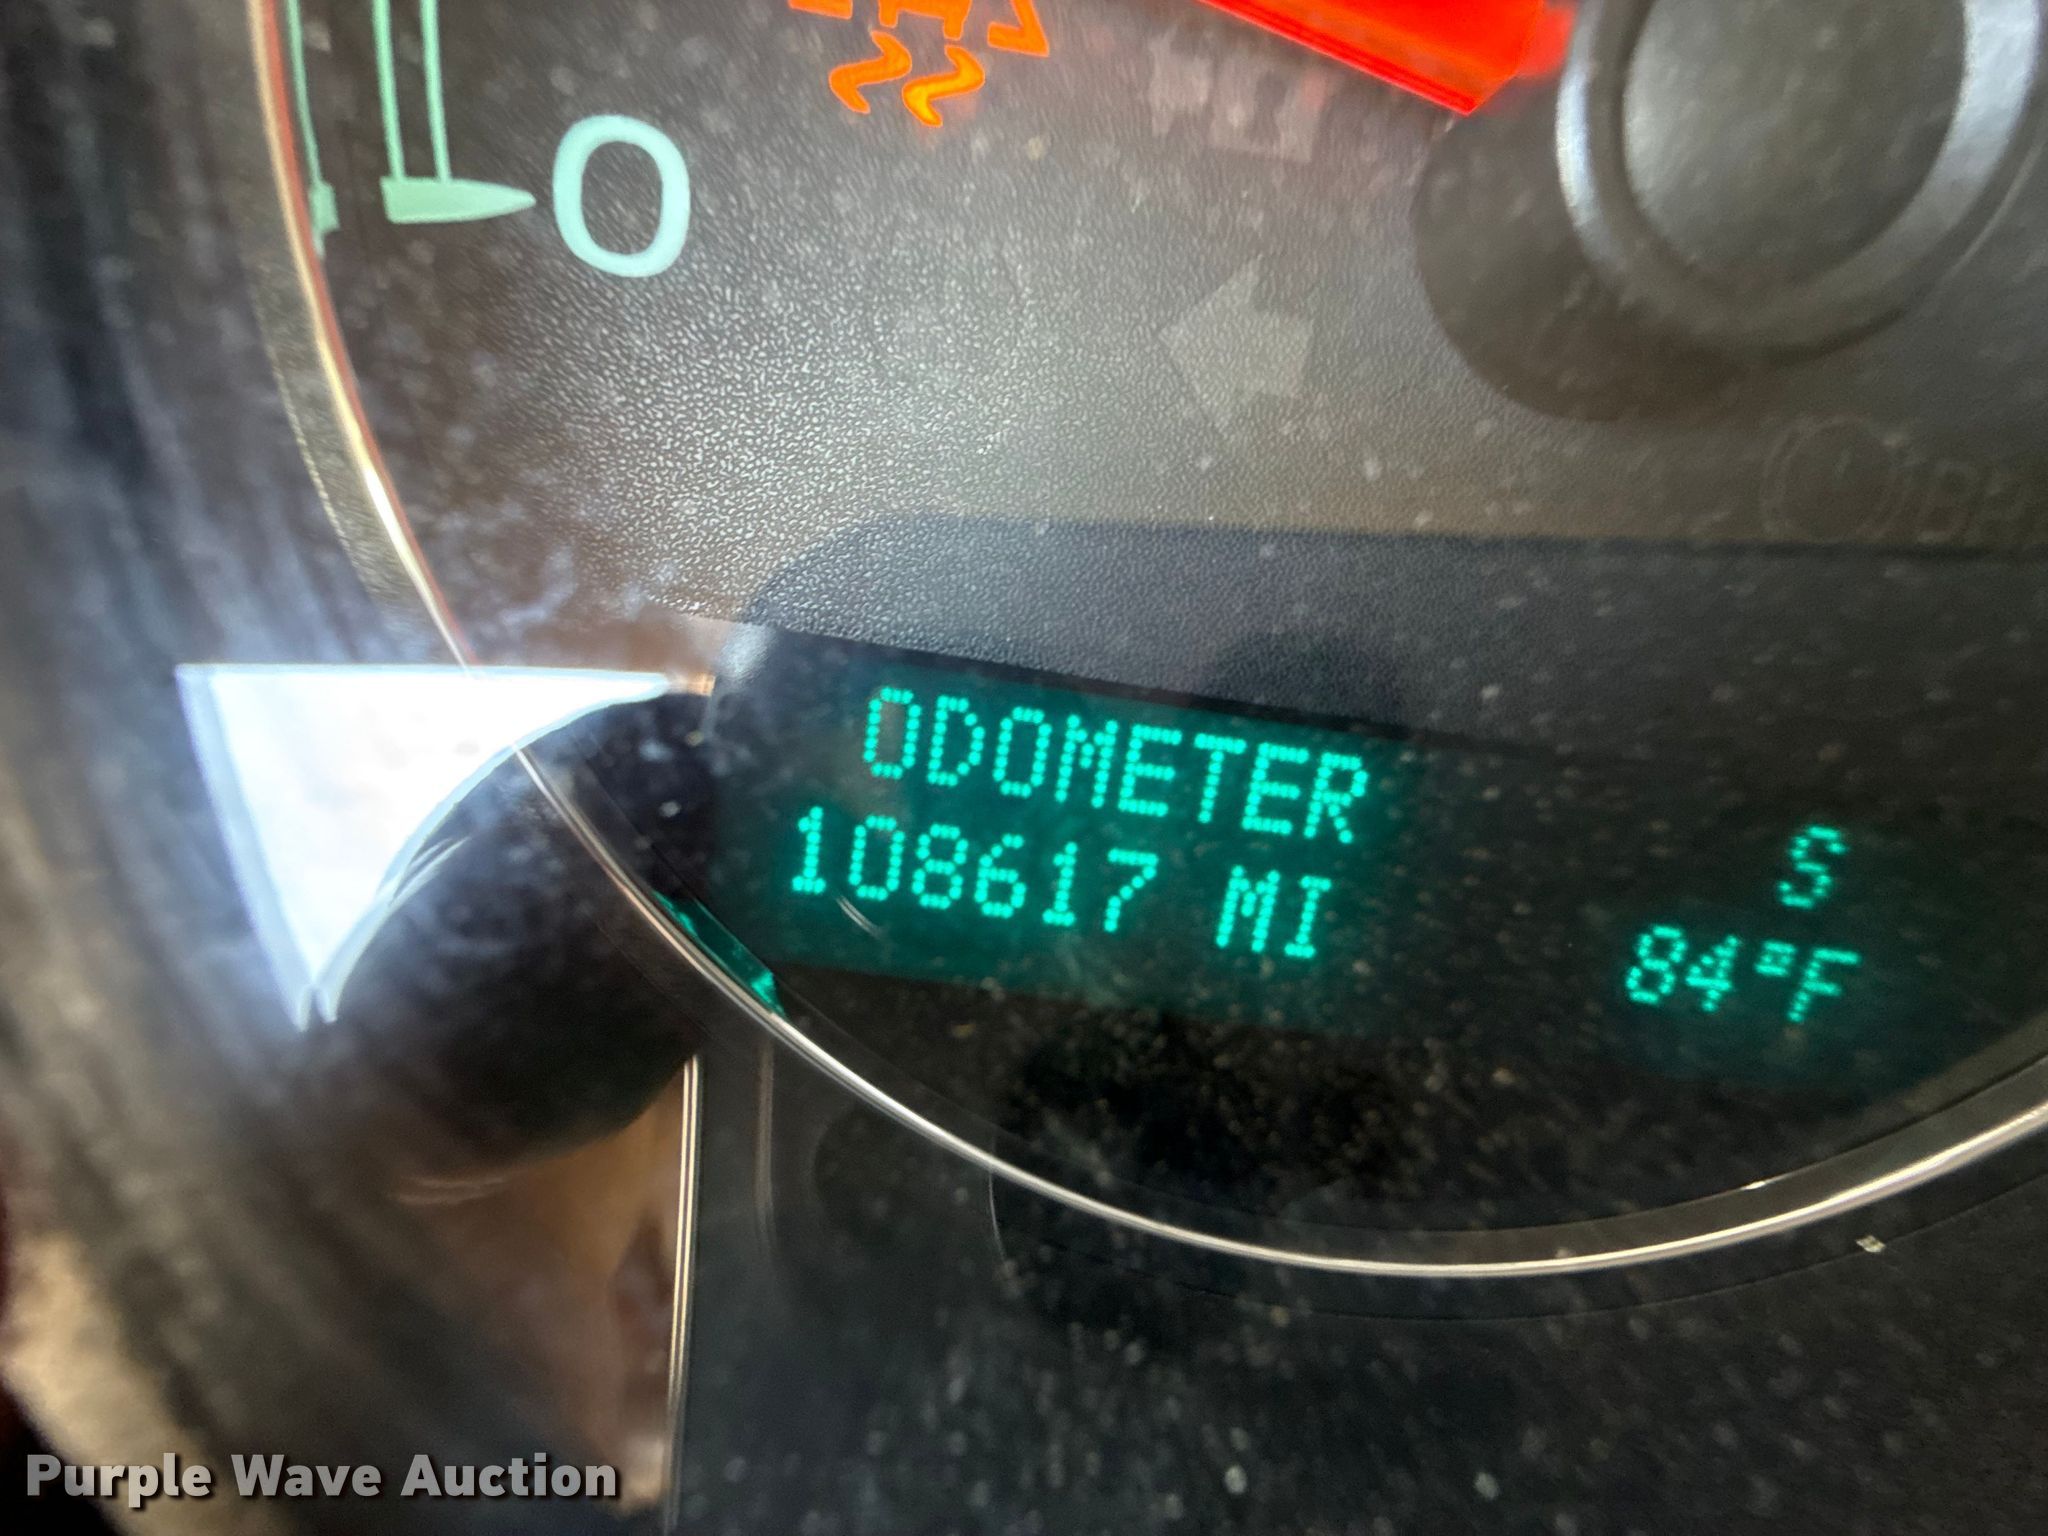 0
ODOMETER
108617 MI
S
84°F
Purple Wave Auction